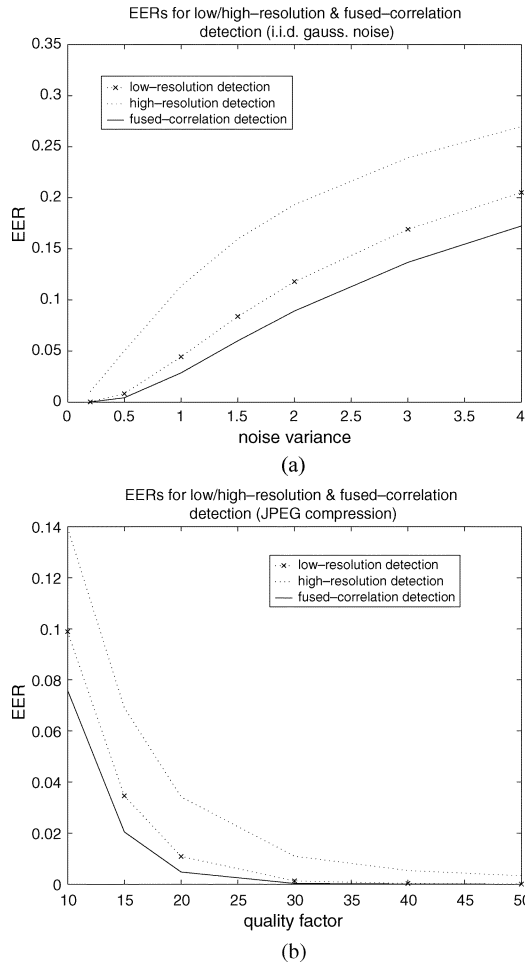 EERs for low/high–resolution & fused–correlation
detection (i.i.d. gauss. noise)
0.35
0.3
0.25
0.2
0.15
0.1
0.05
0
EER
low–resolution detection
high–resolution detection
fused–correlation detection
0 0.5 1 1.5 2 2.5 3 3.5 4
noise variance
(a)
EERs for low/high–resolution & fused–correlation
detection (JPEG compression)
0.14
0.12
0.1
0.08
0.06
0.04
0.02
0
EER
low–resolution detection
high–resolution detection
fused–correlation detection
10 15 20 25 30 35 40 45 50
quality factor
(b)